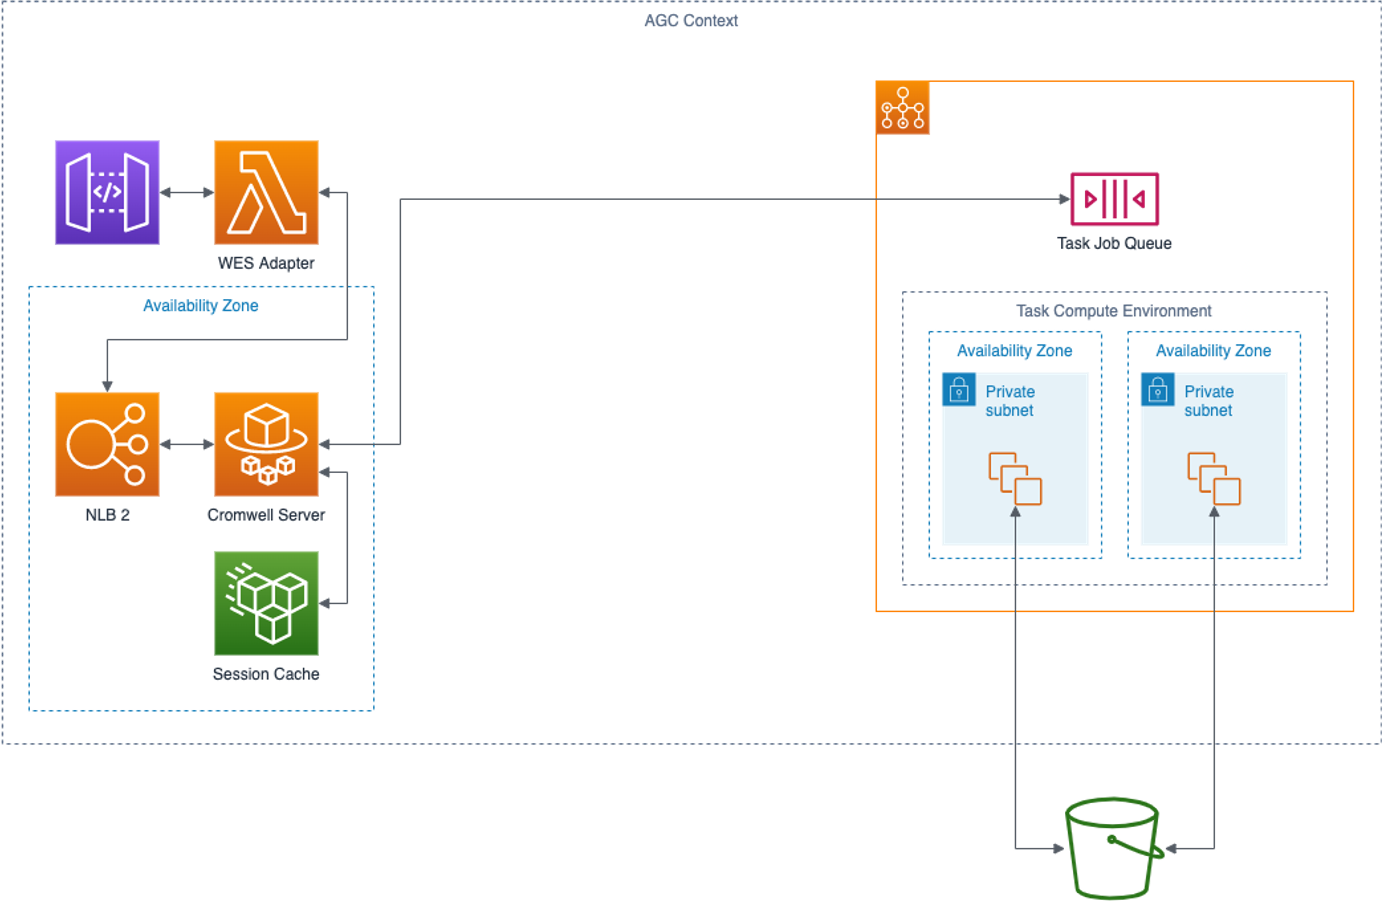 AGC Context
</>
WES Adapter
Task Job Queue
Availability Zone
Task Compute Environment
Availability Zone
Availability Zone
Private
subnet
Private
subnet
NLB 2
Cromwell Server
Session Cache